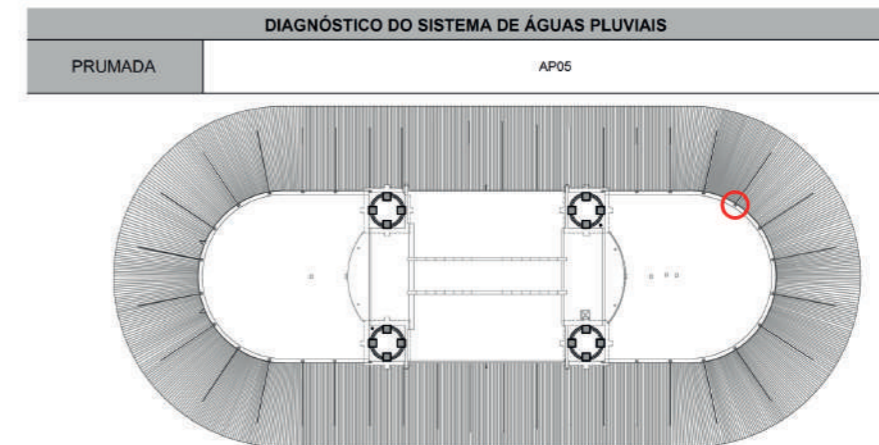 DIAGNÓSTICO DO SISTEMA DE ÁGUAS PLUVIAIS
PRUMADA AP05